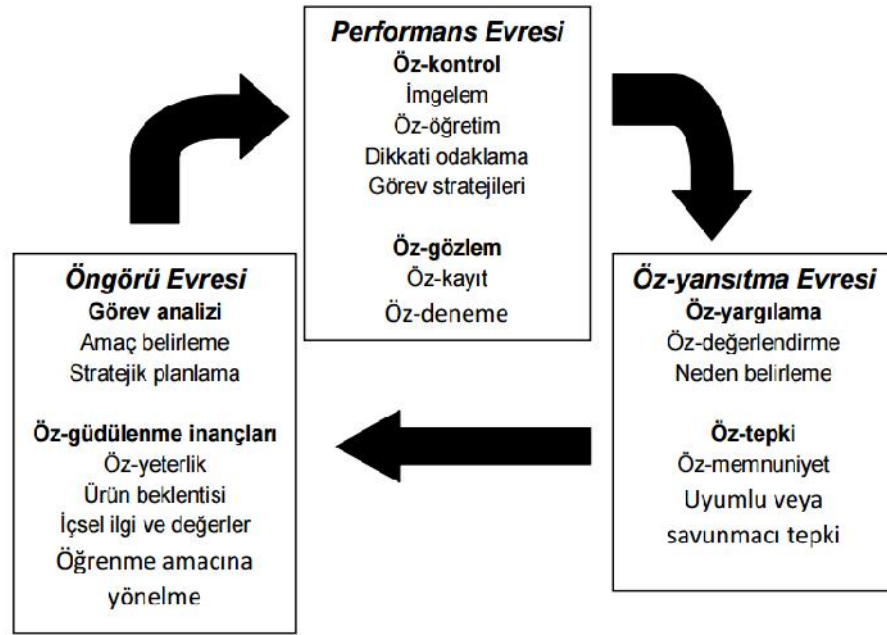 Performans Evresi
Öz-kontrol
İmgelem
Öz-öğretim
Dikkati odaklama
Görev stratejileri
Öz-gözlem
Öz-kayıt
Öz-deneme
Öngörü Evresi
Görev analizi
Amaç belirleme
Stratejik planlama
Öz-güdülenme inançları
Öz-yeterlik
Ürün beklentisi
İçsel ilgi ve değerler
Öğrenme amacına
yönelme
Öz-yansıtma Evresi
Öz-yargılama
Öz-değerlendirme
Neden belirleme
Öz-tepki
Öz-memnuniyet
Uyumlu veya
savunmacı tepki